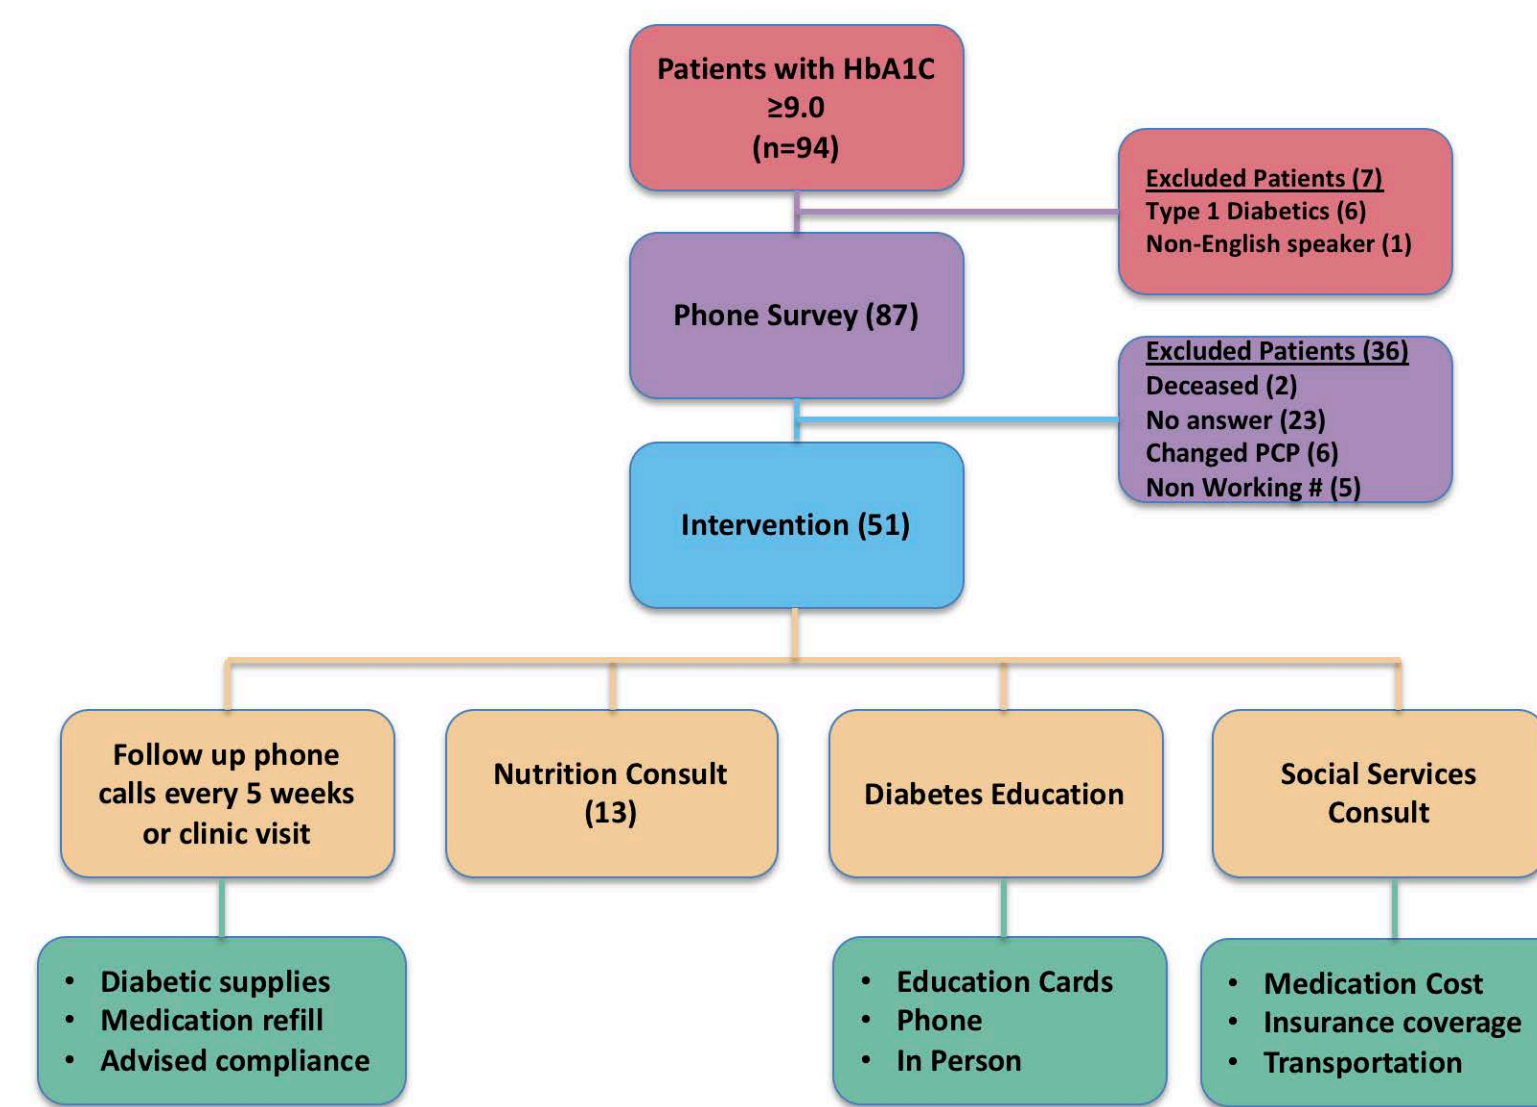 Patients with HbA1C
≥9.0
(n=94)
Excluded Patients (7)
Type 1 Diabetics (6)
Non-English speaker (1)
Phone Survey (87)
Excluded Patients (36)
Deceased (2)
No answer (23)
Changed PCP (6)
Non Working # (5)
Intervention (51)
Follow up phone
calls every 5 weeks
or clinic visit
Nutrition Consult
(13)
Diabetes Education
Social Services
Consult
• Diabetic supplies
• Medication refill
• Advised compliance
• Education Cards
• Phone
• In Person
• Medication Cost
• Insurance coverage
• Transportation